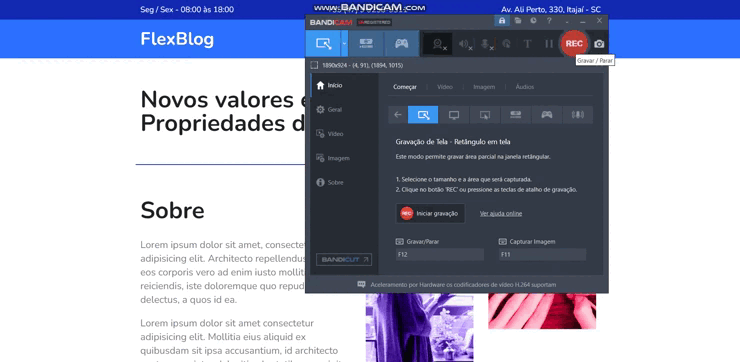 Seg / Sex - 08:00 às 18:00
www.BANDICAM.com
Av. Ali Porto, 330, Itajaí - SC
FlexBlog
BANDICAM UNREGISTERED
REC
Gravar / Parar
1890x924 - (4, 91), (1894, 1015)
Novos valores e
Propriedades d
Início
Geral
Vídeo
Imagem
Sobre
BANDICUT
Começar
Vídeo
Imagem
Áudios
Gravação de Tela - Retângulo em tela
Este modo permite gravar área parcial na janela retângular.
1. Selecione o tamanho e a área que será capturada.
2. Clique no botão 'REC' ou pressione as teclas de atalho de gravação.
REC Iniciar gravação
Ver ajuda online
Gravar/Parar
Capturar Imagem
F12
F11
Aceleramento por Hardware os codificadores de vídeo H.264 suportam
Sobre
Lorem ipsum dolor sit amet, consectet
adipisicing elit. Architecto repellendus
eos corporis vero ad enim iusto mollit
reiciendis, iste doloremque quo repud
delectus, a quos id ea.
Lorem ipsum dolor sit amet consectetur
adipisicing elit. Mollitia eius aliquid ex
quibusdam sit ipsa accusantium, id architecto